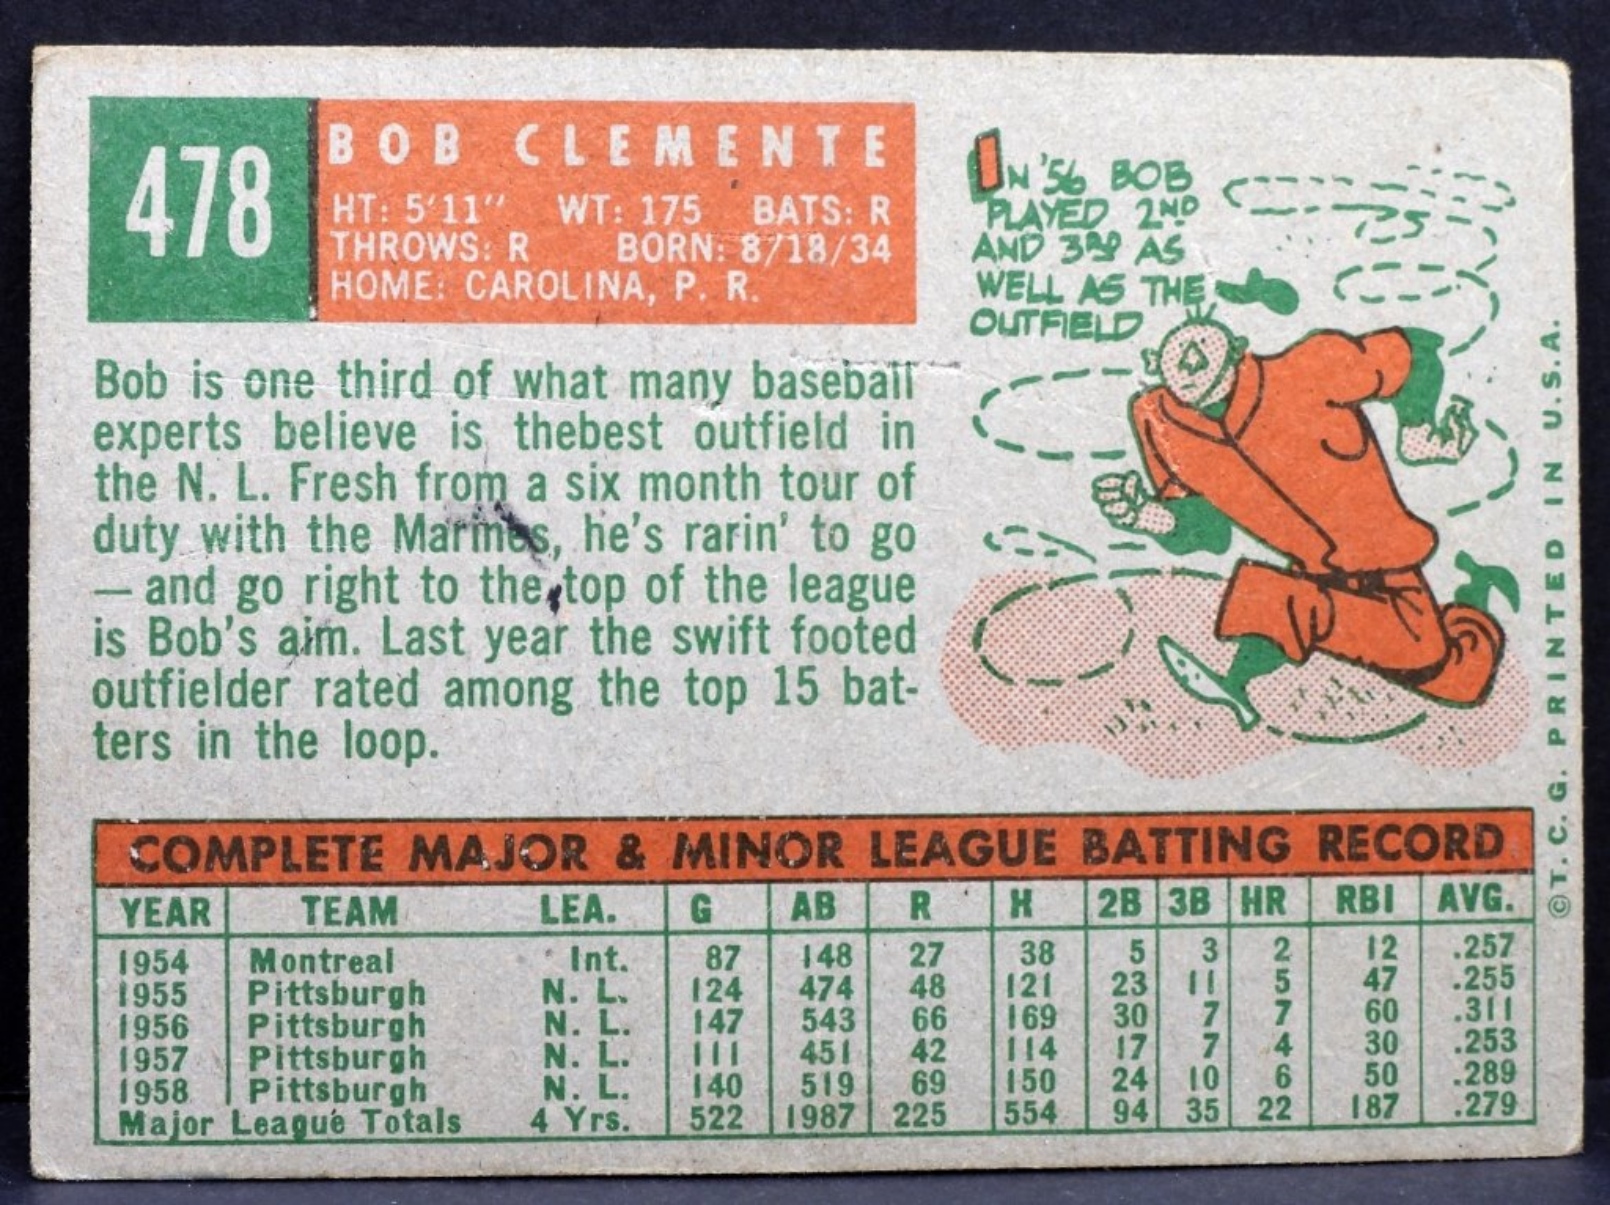 478
BOB CLEMENTE
HT: 5'11" WT: 175 BATS: R
THROWS: R BORN: 8/18/34
HOME: CAROLINA, P. R.
IN '56 BOB
PLAYED 2ND
AND 3RD AS
WELL AS THE
OUTFIELD
Bob is one third of what many baseball
experts believe is thebest outfield in
the N. L. Fresh from a six month tour of
duty with the Marines, he's rarin' to go
— and go right to the top of the league
is Bob's aim. Last year the swift footed
outfielder rated among the top 15 bat-
ters in the loop.
COMPLETE MAJOR & MINOR LEAGUE BATTING RECORD
YEAR TEAM LEA. G AB R H 2B 3B HR RBI AVG.
1954 Montreal Int. 87 148 27 38 5 3 2 12 .257
1955 Pittsburgh N. L. 124 474 48 121 23 11 5 47 .255
1956 Pittsburgh N. L. 147 543 66 169 30 7 7 60 .311
1957 Pittsburgh N. L. 111 451 42 114 17 7 4 30 .253
1958 Pittsburgh N. L. 140 519 69 150 24 10 6 50 .289
Major League Totals 4 Yrs. 522 1987 225 554 94 35 22 187 .279
©T. C. G. PRINTED IN U.S.A.